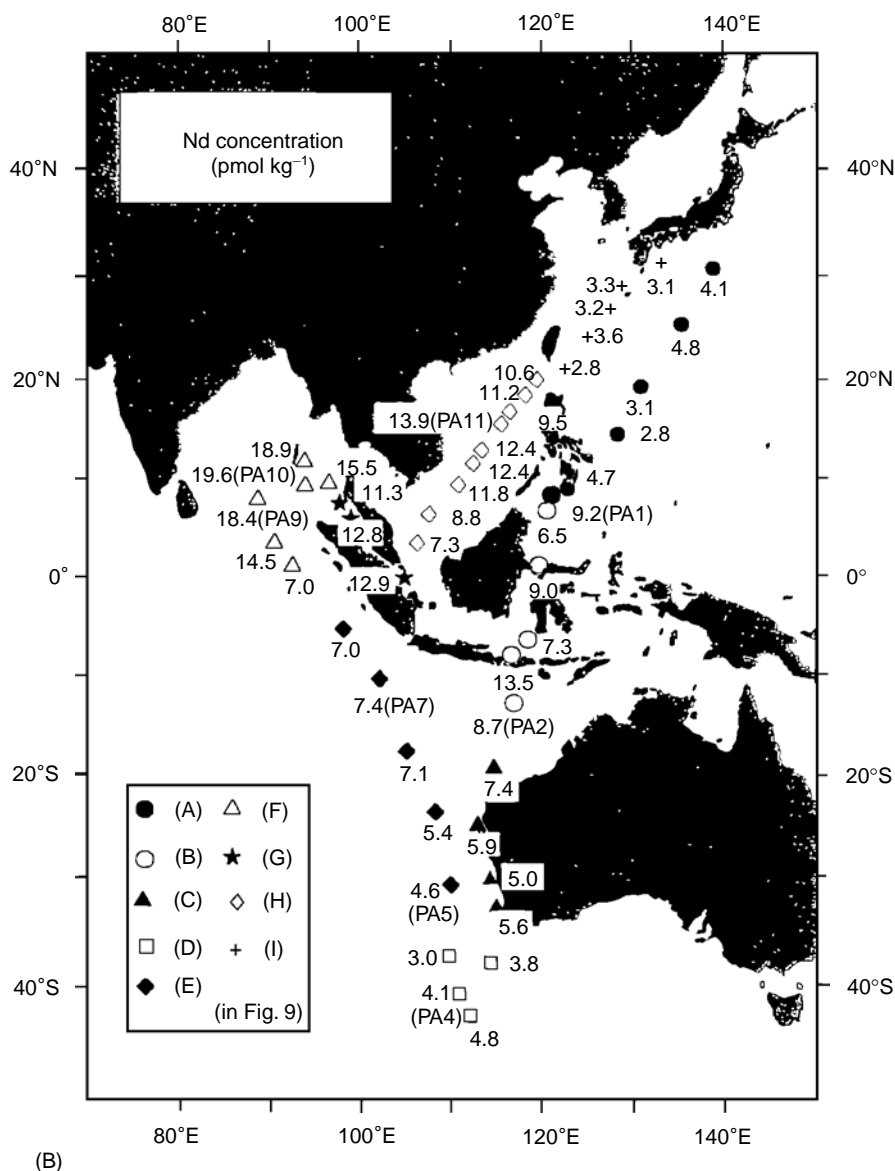 80°E 100°E 120°E 140°E
Nd concentration
(pmol kg⁻¹)
40°N 40°N
3.3+ + 3.1 4.1
3.2+
+3.6 4.8
20°N 10.6 +2.8 20°N
11.2 3.1
13.9(PA11) 9.5 2.8
18.9 12.4
19.6(PA10) 15.5 12.4 4.7
11.3 11.8 9.2(PA1)
18.4(PA9) 12.8 8.8 6.5
14.5 7.3
0° 7.0 12.9 9.0 0°
7.0 7.3
13.5
7.4(PA7) 8.7(PA2)
20°S 7.1 7.4 20°S
5.4 5.9
4.6 5.0
(PA5) 5.6
3.0 3.8
40°S 4.1 40°S
(PA4)
4.8
(A) (F)
(B) (G)
(C) (H)
(D) + (I)
(E)
(in Fig. 9)
80°E 100°E 120°E 140°E
(B)